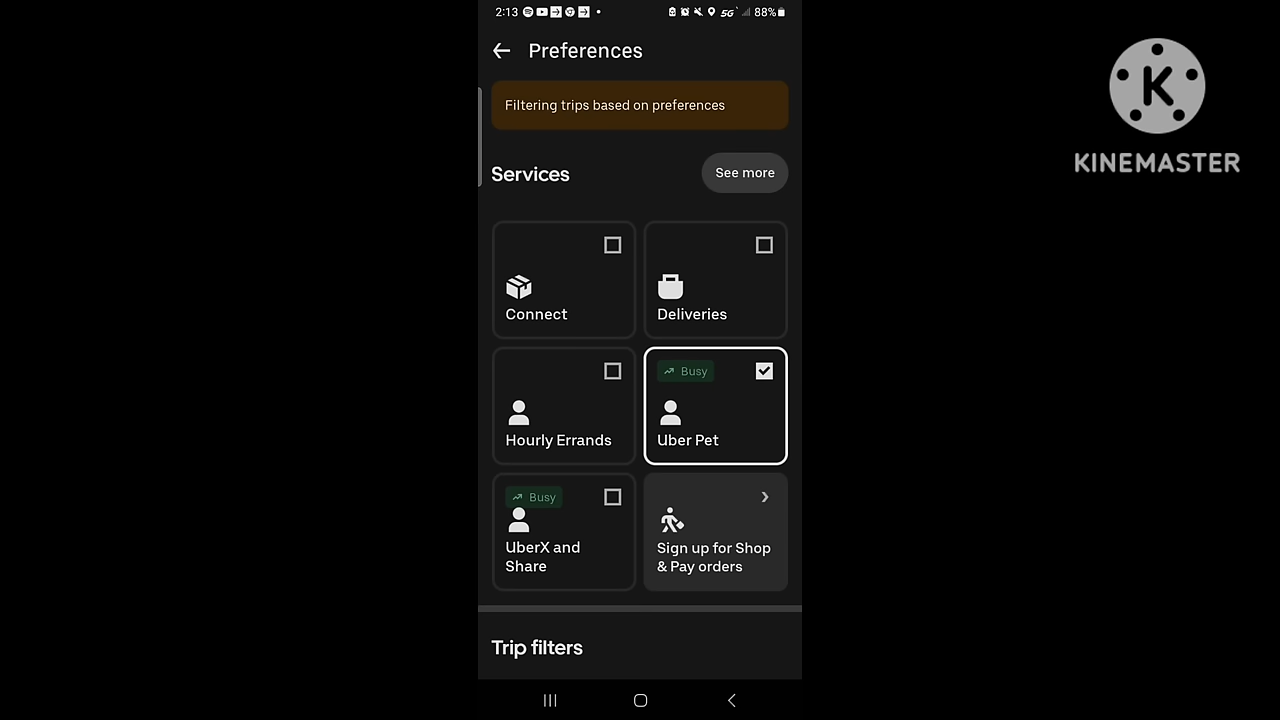 2:13
5G
88%
Preferences
Filtering trips based on preferences
Services
See more
Connect
Deliveries
Hourly Errands
Busy
Uber Pet
Busy
UberX and
Share
Sign up for Shop
& Pay orders
Trip filters
K
KINEMASTER